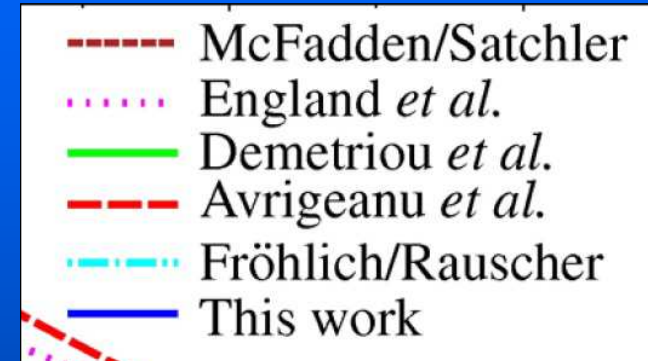 McFadden/Satchler
England et al.
Demetriou et al.
Avrigeanu et al.
Fröhlich/Rauscher
This work